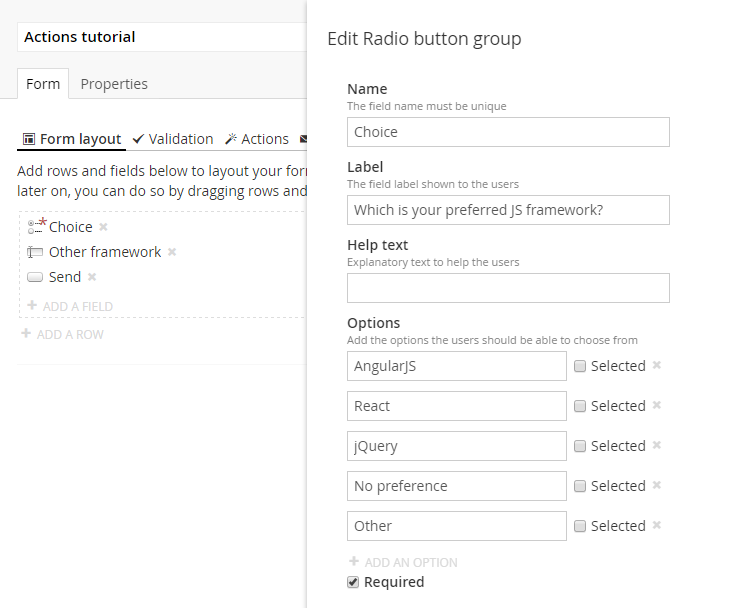 Actions tutorial
Form
Properties
Form layout
Validation
Actions
Add rows and fields below to layout your for
later on, you can do so by dragging rows and
* Choice
Other framework
Send
ADD A FIELD
ADD A ROW
Edit Radio button group
Name
The field name must be unique
Choice
Label
The field label shown to the users
Which is your preferred JS framework?
Help text
Explanatory text to help the users
Options
Add the options the users should be able to choose from
AngularJS Selected
React Selected
jQuery Selected
No preference Selected
Other Selected
ADD AN OPTION
Required